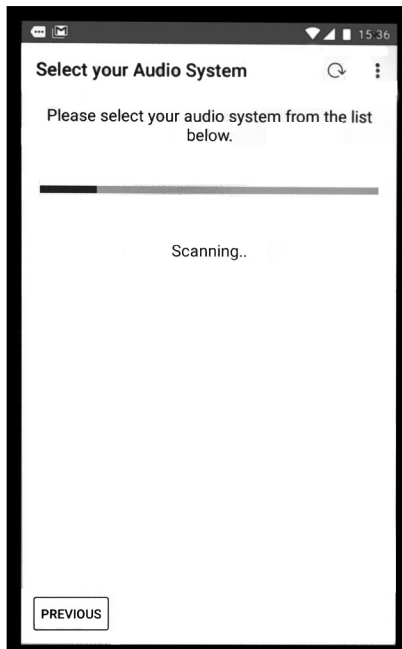 15:36
Select your Audio System
Please select your audio system from the list
below.
Scanning..
PREVIOUS